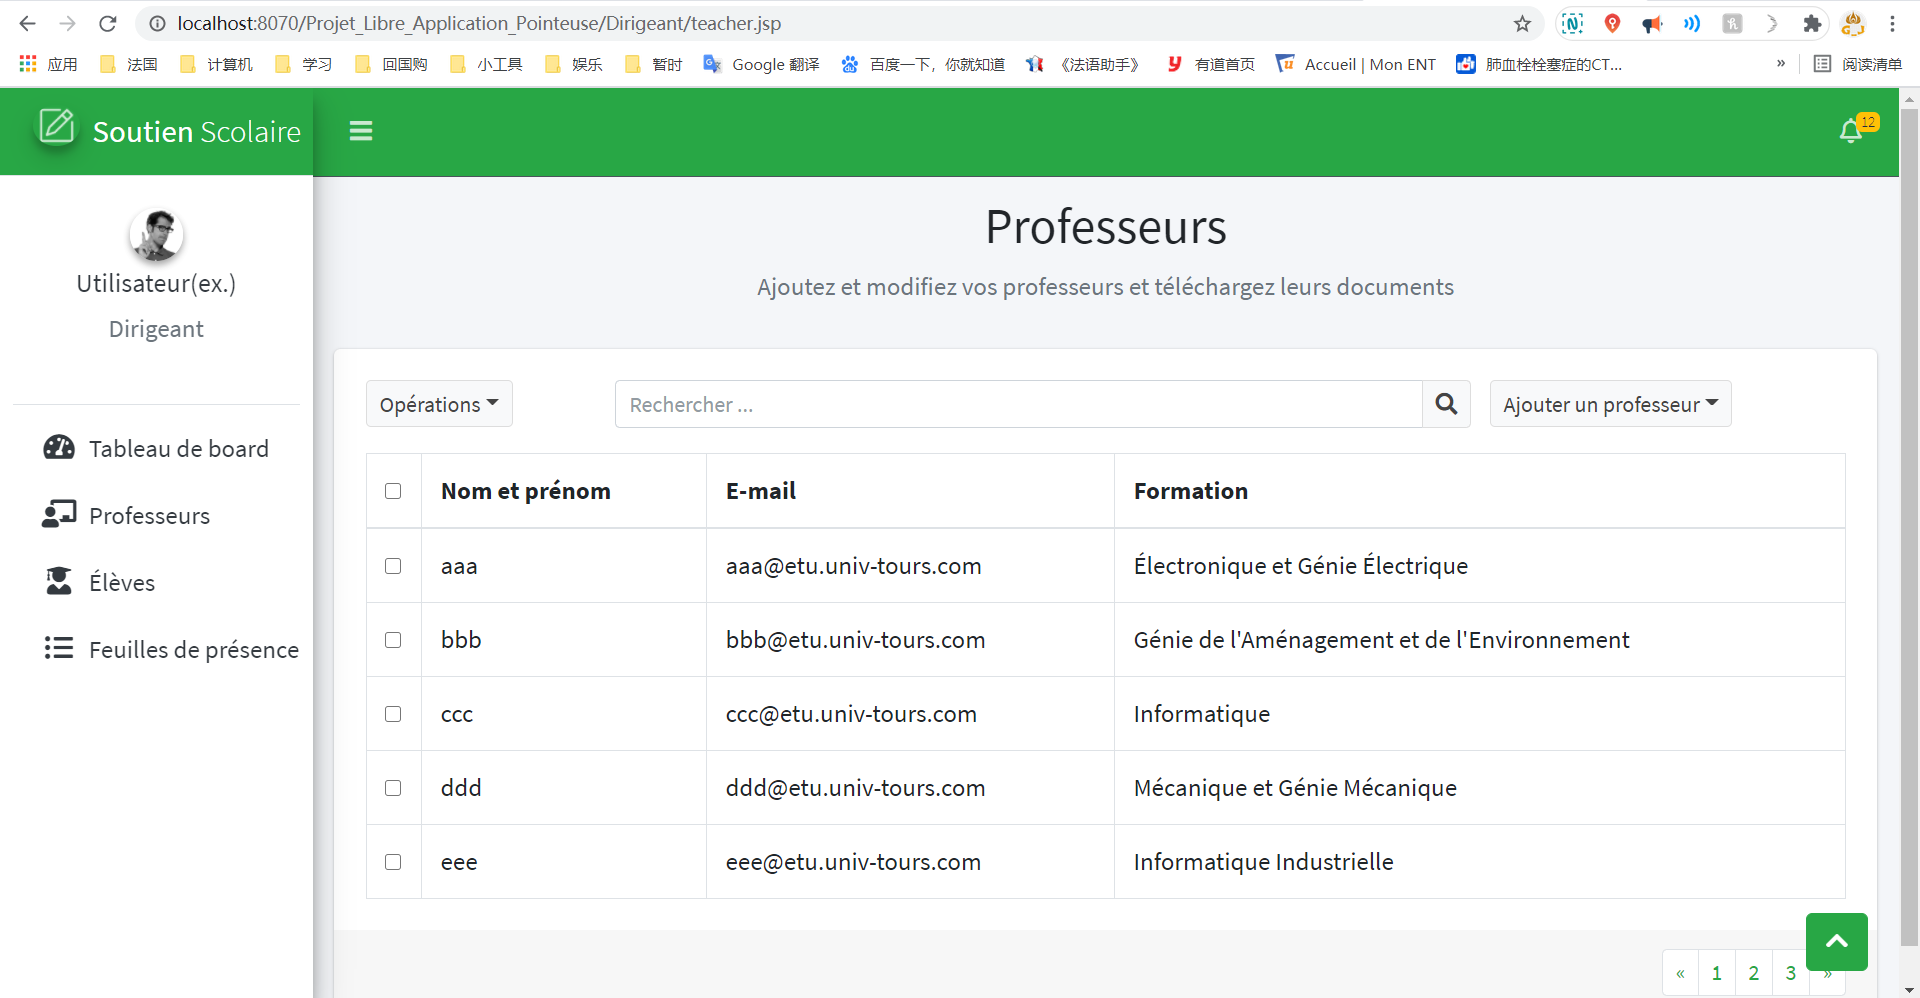 localhost:8070/Projet_Libre_Application_Pointeuse/Dirigeant/teacher.jsp
应用 法国 计算机 学习 回国购 小工具 娱乐 暂时 Google 翻译 百度一下，你就知道 《法语助手》 有道首页 Accueil | Mon ENT 肺血栓栓塞症的CT... » 阅读清单
Soutien Scolaire
12
Utilisateur(ex.)
Dirigeant
Tableau de board
Professeurs
Élèves
Feuilles de présence
Professeurs
Ajoutez et modifiez vos professeurs et téléchargez leurs documents
Opérations Rechercher ... Ajouter un professeur
Nom et prénom E-mail Formation
aaa aaa@etu.univ-tours.com Électronique et Génie Électrique
bbb bbb@etu.univ-tours.com Génie de l'Aménagement et de l'Environnement
ccc ccc@etu.univ-tours.com Informatique
ddd ddd@etu.univ-tours.com Mécanique et Génie Mécanique
eee eee@etu.univ-tours.com Informatique Industrielle
« 1 2 3 »